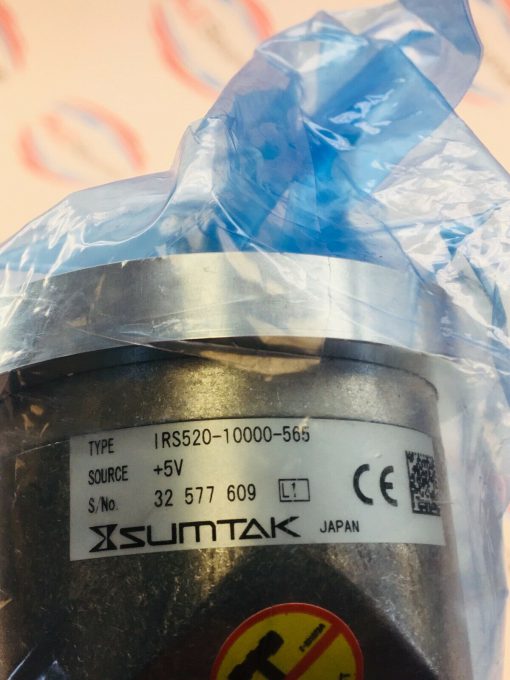 TYPE IRS520-10000-565
SOURCE +5V
S/No. 32 577 609 L1
CE
SUMTAK JAPAN